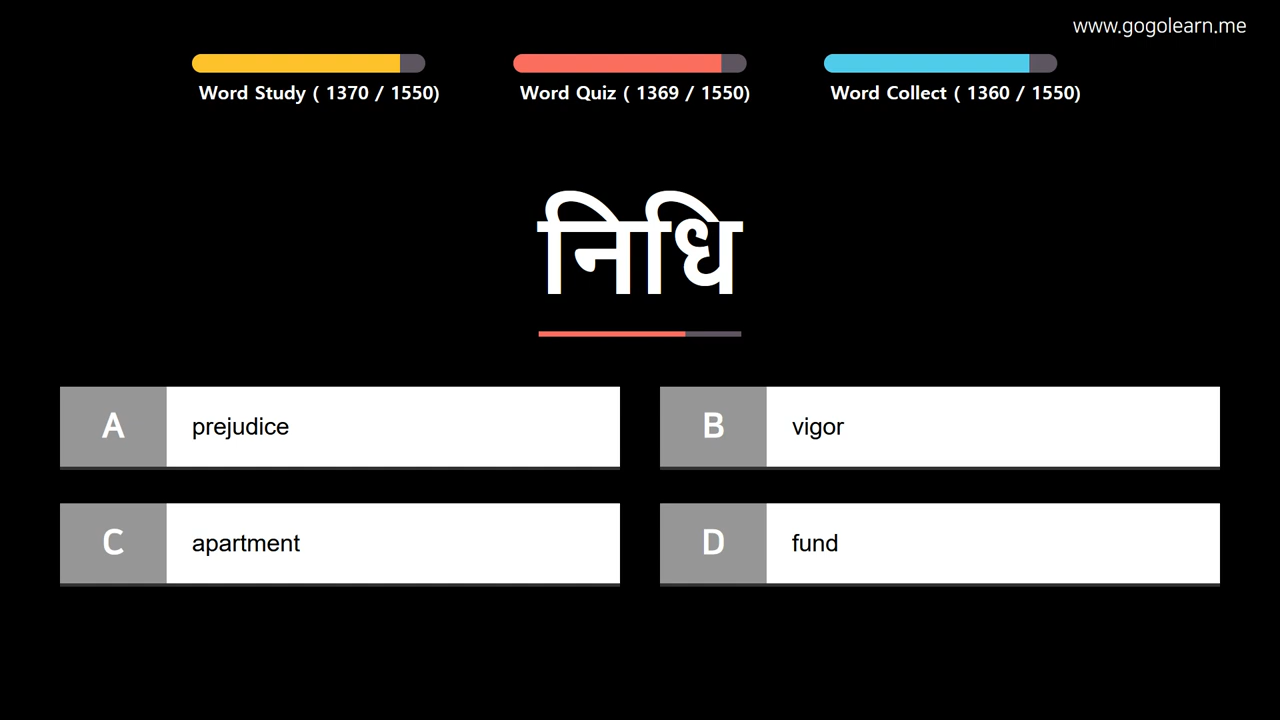 www.gogolearn.me
Word Study ( 1370 / 1550)
Word Quiz ( 1369 / 1550)
Word Collect ( 1360 / 1550)
निधि
A prejudice
B vigor
C apartment
D fund